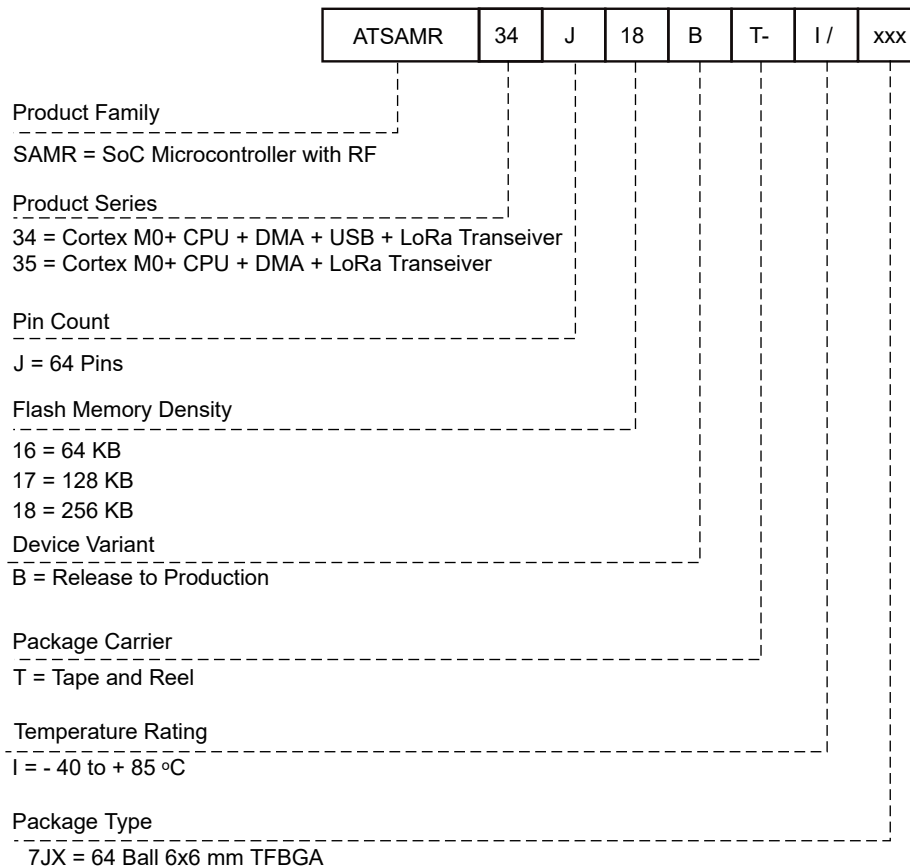 ATSAMR 34 J 18 B T- I / xxx
Product Family
SAMR = SoC Microcontroller with RF
Product Series
34 = Cortex M0+ CPU + DMA + USB + LoRa Transeiver
35 = Cortex M0+ CPU + DMA + LoRa Transeiver
Pin Count
J = 64 Pins
Flash Memory Density
16 = 64 KB
17 = 128 KB
18 = 256 KB
Device Variant
B = Release to Production
Package Carrier
T = Tape and Reel
Temperature Rating
I = - 40 to + 85 ºC
Package Type
7JX = 64 Ball 6x6 mm TFBGA